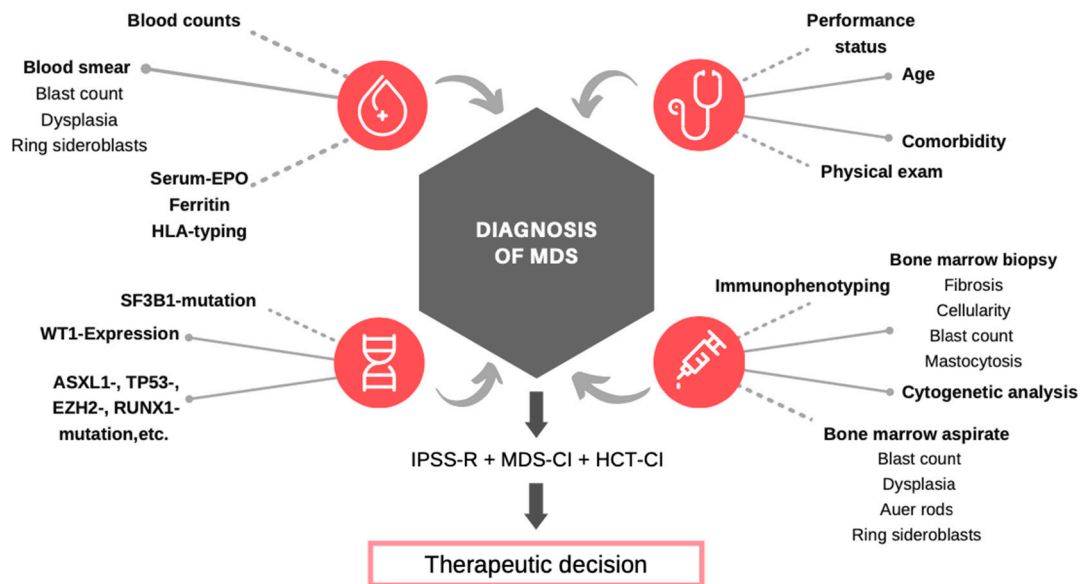 Blood counts
Blood smear
Blast count
Dysplasia
Ring sideroblasts
Serum-EPO
Ferritin
HLA-typing
Performance
status
Age
Comorbidity
Physical exam
DIAGNOSIS
OF MDS
SF3B1-mutation
WT1-Expression
ASXL1-, TP53-,
EZH2-, RUNX1-
mutation,etc.
Immunophenotyping
Bone marrow biopsy
Fibrosis
Cellularity
Blast count
Mastocytosis
Cytogenetic analysis
Bone marrow aspirate
Blast count
Dysplasia
Auer rods
Ring sideroblasts
IPSS-R + MDS-CI + HCT-CI
Therapeutic decision